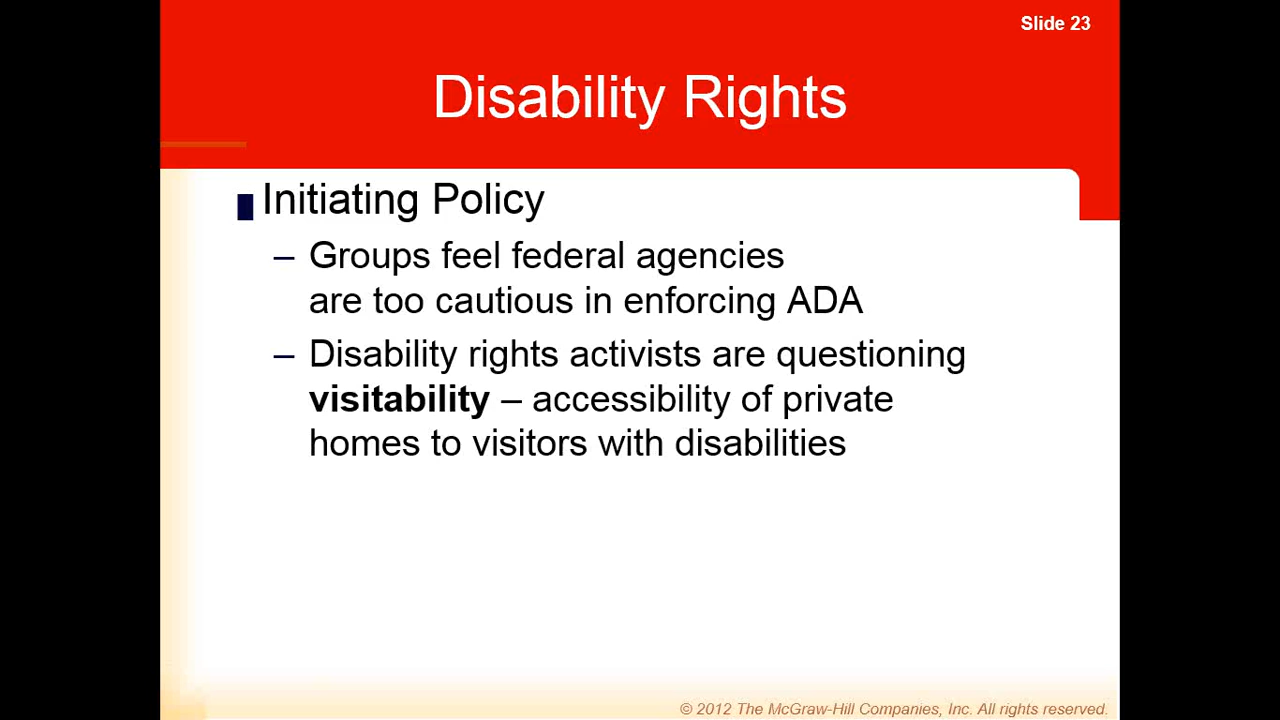 Slide 23
Disability Rights
Initiating Policy
– Groups feel federal agencies
are too cautious in enforcing ADA
– Disability rights activists are questioning
visitability – accessibility of private
homes to visitors with disabilities
© 2012 The McGraw-Hill Companies, Inc. All rights reserved.